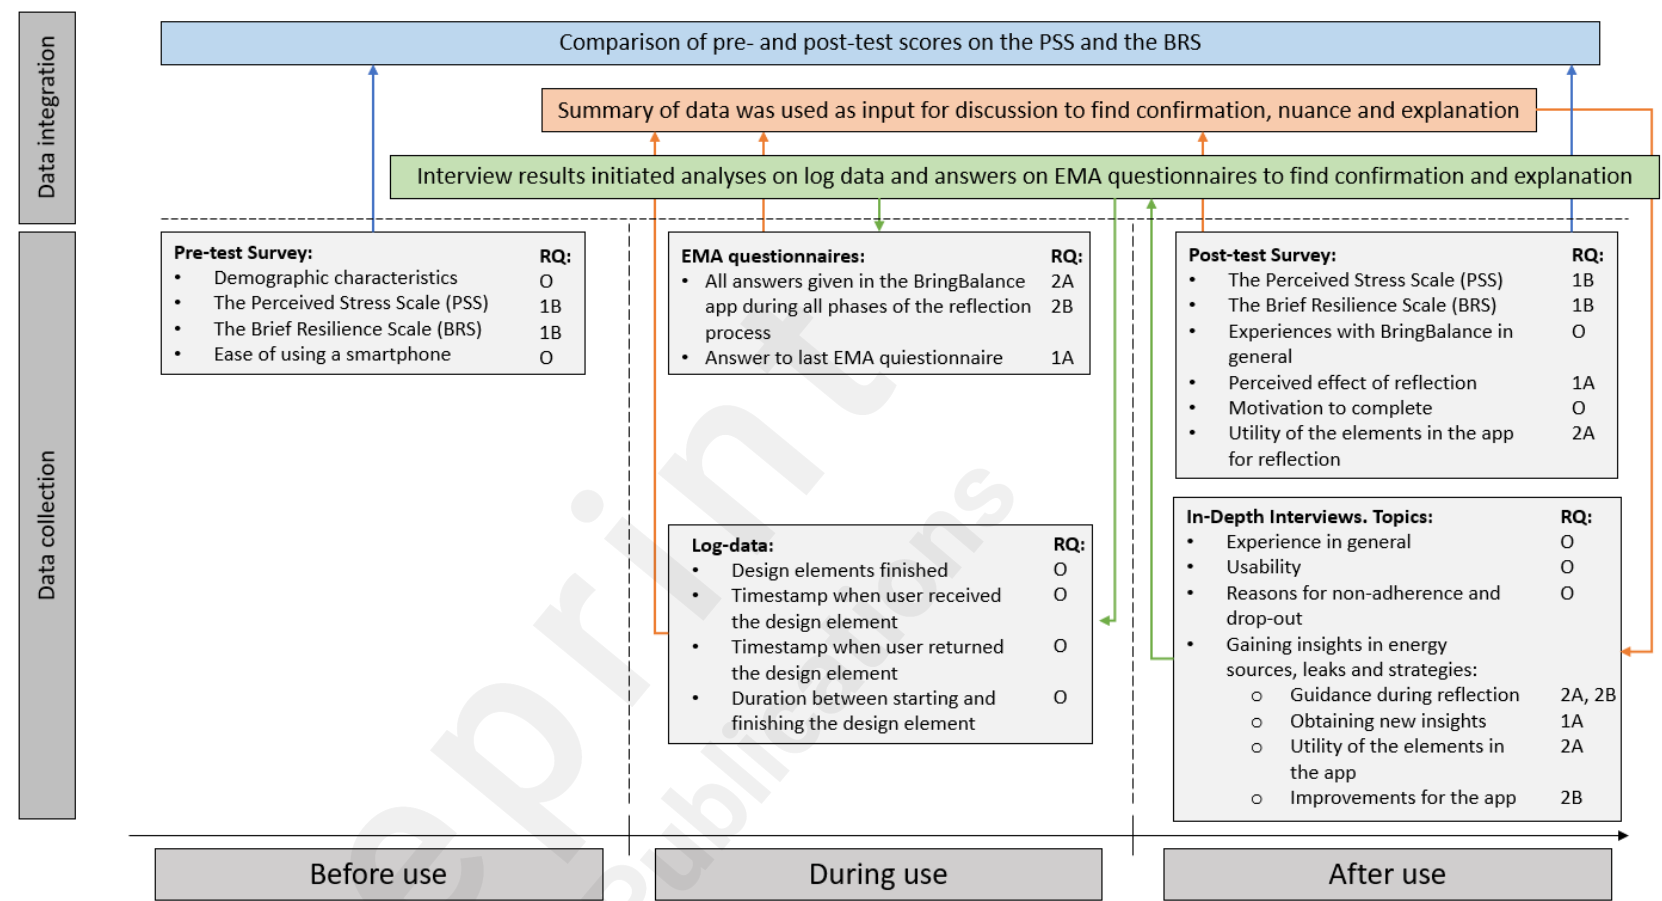 Data integration
Comparison of pre- and post-test scores on the PSS and the BRS
Summary of data was used as input for discussion to find confirmation, nuance and explanation
Interview results initiated analyses on log data and answers on EMA questionnaires to find confirmation and explanation
Data collection
Pre-test Survey: RQ:
• Demographic characteristics O
• The Perceived Stress Scale (PSS) 1B
• The Brief Resilience Scale (BRS) 1B
• Ease of using a smartphone O
EMA questionnaires: RQ:
• All answers given in the BringBalance 2A
app during all phases of the reflection 2B
process
• Answer to last EMA quiestionnaire 1A
Log-data: RQ:
• Design elements finished O
• Timestamp when user received O
the design element
• Timestamp when user returned O
the design element
• Duration between starting and O
finishing the design element
Post-test Survey: RQ:
• The Perceived Stress Scale (PSS) 1B
• The Brief Resilience Scale (BRS) 1B
• Experiences with BringBalance in O
general
• Perceived effect of reflection 1A
• Motivation to complete O
• Utility of the elements in the app 2A
for reflection
In-Depth Interviews. Topics: RQ:
• Experience in general O
• Usability O
• Reasons for non-adherence and O
drop-out
• Gaining insights in energy
sources, leaks and strategies:
o Guidance during reflection 2A, 2B
o Obtaining new insights 1A
o Utility of the elements in 2A
the app
o Improvements for the app 2B
Before use
During use
After use
eprint
Publications